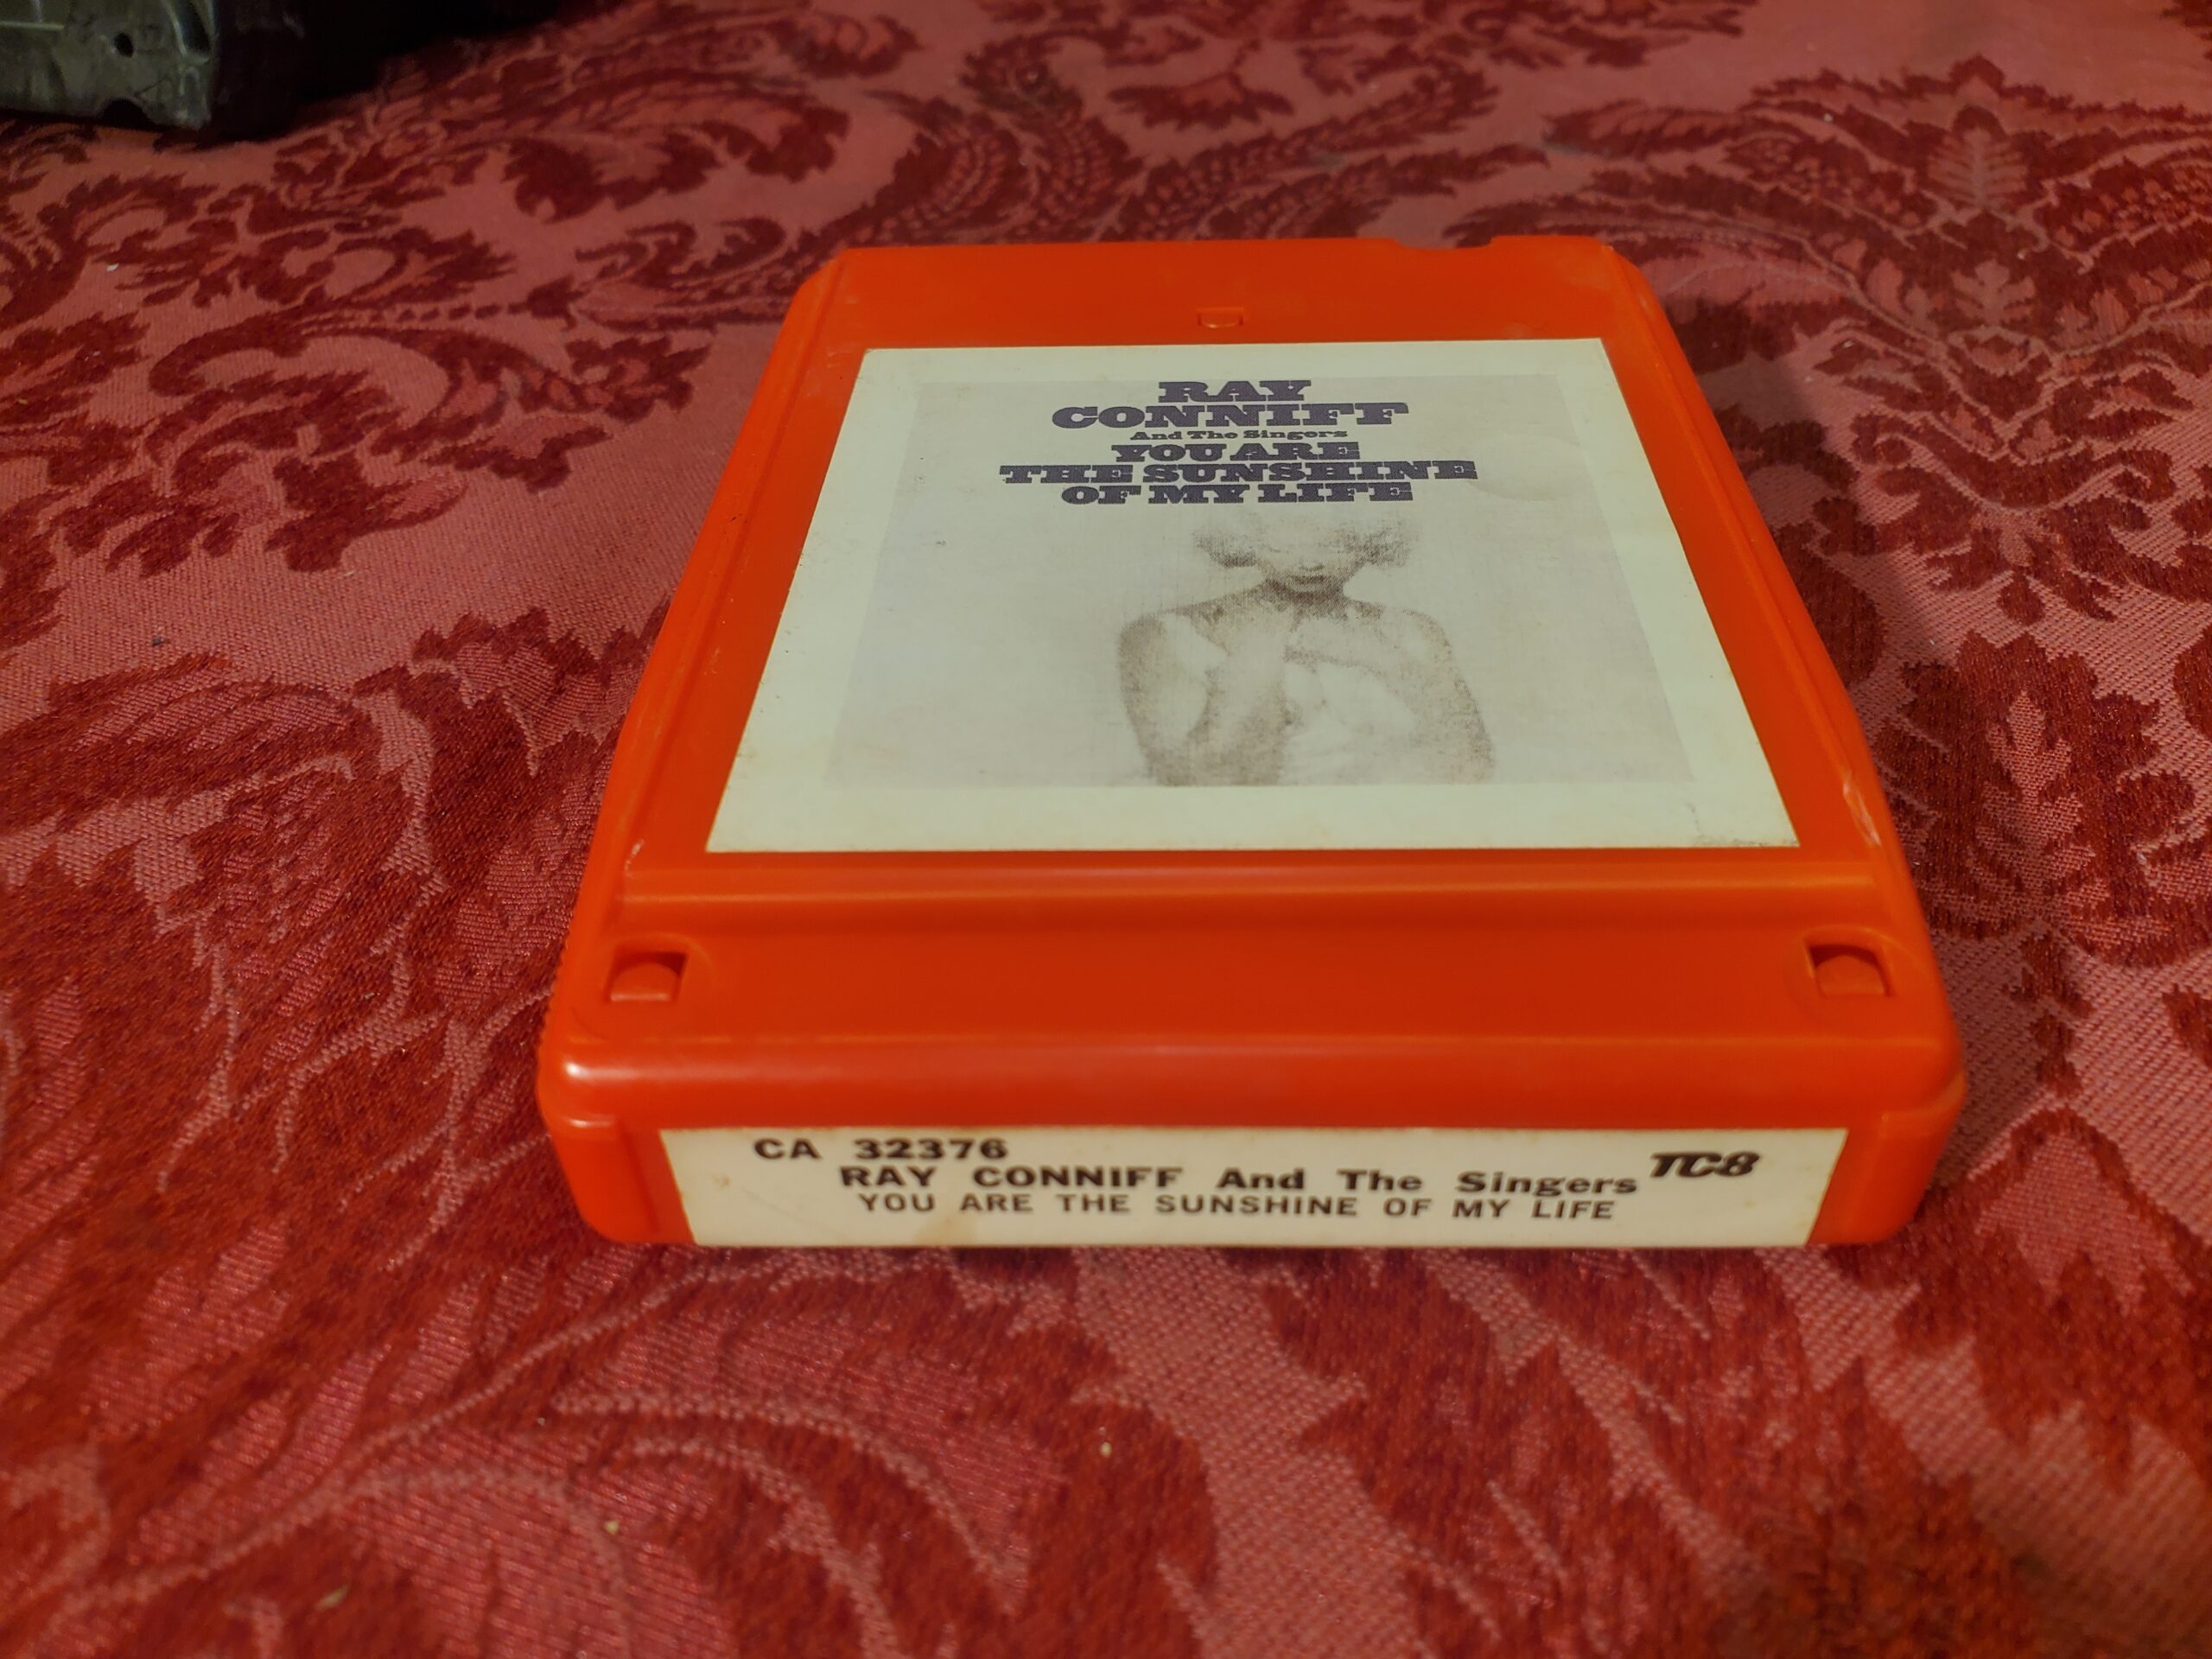 RAY
CONNIFF
And The Singers
YOU ARE
THE SUNSHINE
OF MY LIFE
CA 32376
RAY CONNIFF And The Singers TC8
YOU ARE THE SUNSHINE OF MY LIFE